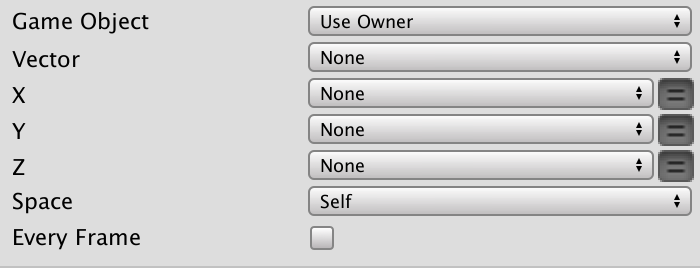 Game Object Use Owner
Vector None
X None
Y None
Z None
Space Self
Every Frame